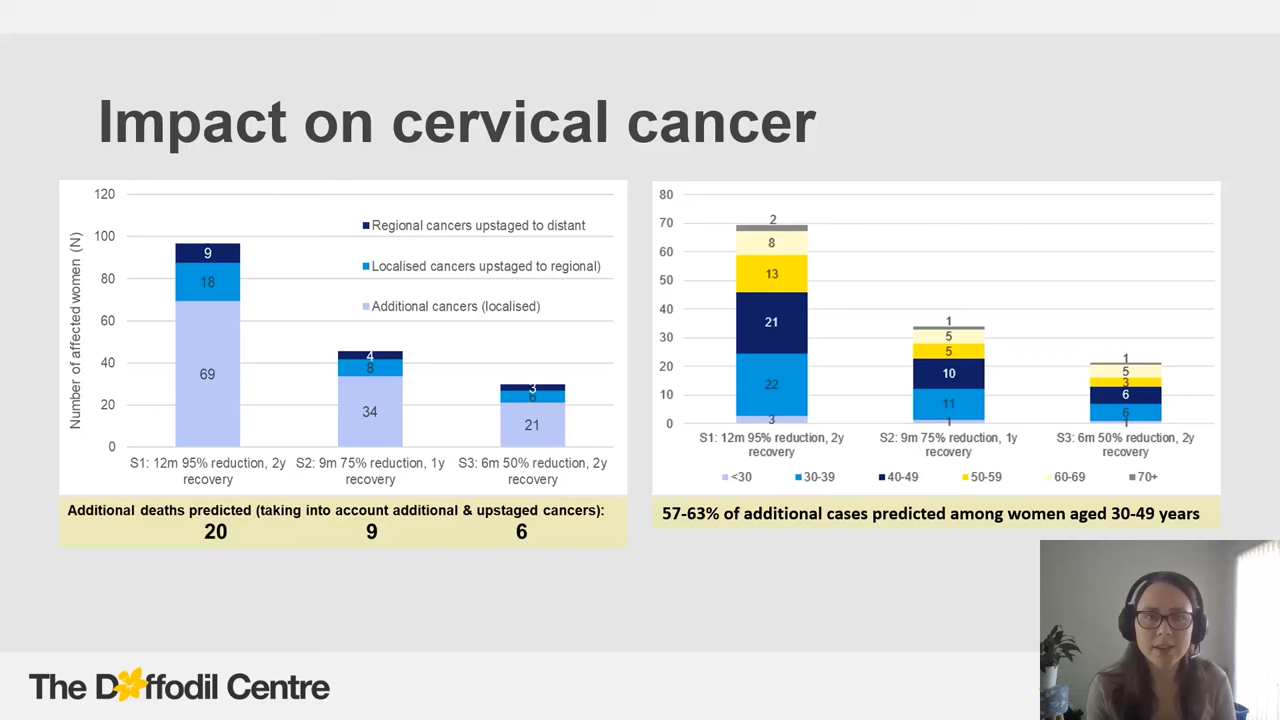 Impact on cervical cancer
120
100
80
60
40
20
0
Number of affected women (N)
Regional cancers upstaged to distant
Localised cancers upstaged to regional)
Additional cancers (localised)
9
18
69
4
8
34
3
6
21
S1: 12m 95% reduction, 2y
recovery
S2: 9m 75% reduction, 1y
recovery
S3: 6m 50% reduction, 2y
recovery
Additional deaths predicted (taking into account additional & upstaged cancers):
20 9 6
80
70
60
50
40
30
20
10
0
2
8
13
21
22
3
1
5
5
10
11
1
1
5
3
6
6
1
S1: 12m 95% reduction, 2y
recovery
S2: 9m 75% reduction, 1y
recovery
S3: 6m 50% reduction, 2y
recovery
<30 30-39 40-49 50-59 60-69 70+
57-63% of additional cases predicted among women aged 30-49 years
The Daffodil Centre